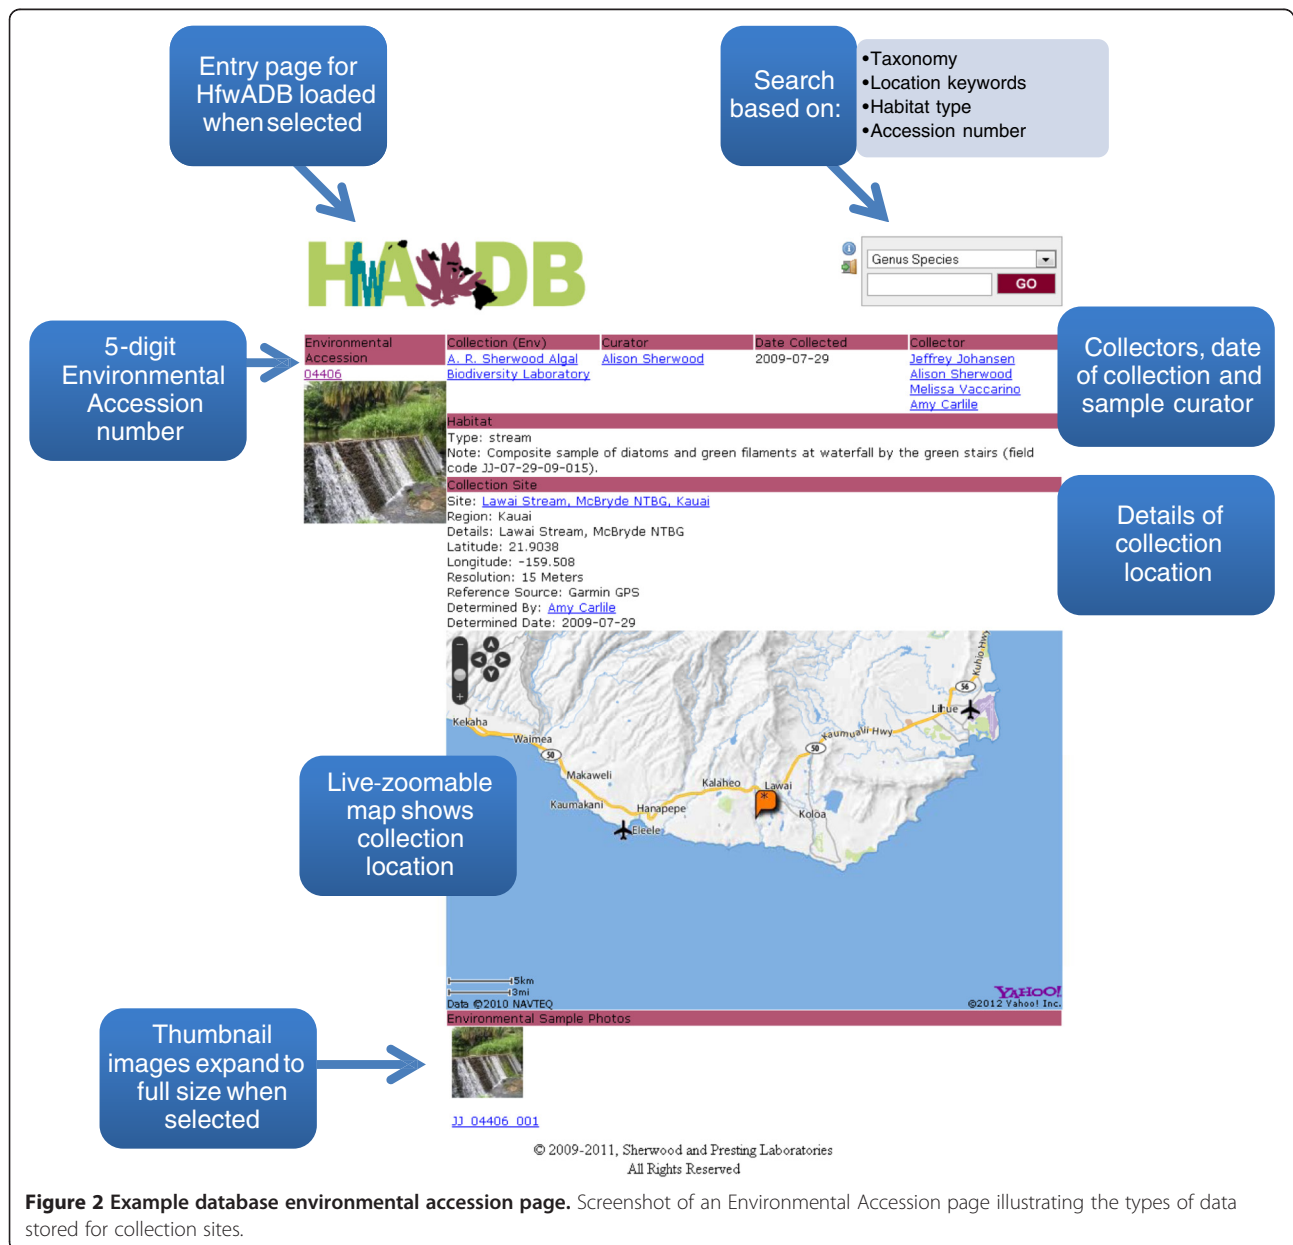 Entry page for
HfwADB loaded
when selected
Search
based on:
•Taxonomy
•Location keywords
•Habitat type
•Accession number
HfwADB
Genus Species
GO
5-digit
Environmental
Accession
number
Environmental
Accession
04406
Collection (Env)
A. R. Sherwood Algal
Biodiversity Laboratory
Curator
Alison Sherwood
Date Collected
2009-07-29
Collector
Jeffrey Johansen
Alison Sherwood
Melissa Vaccarino
Amy Carlile
Collectors, date
of collection and
sample curator
Habitat
Type: stream
Note: Composite sample of diatoms and green filaments at waterfall by the green stairs (field
code JJ-07-29-09-015).
Collection Site
Site: Lawai Stream, McBryde NTBG, Kauai
Region: Kauai
Details: Lawai Stream, McBryde NTBG
Latitude: 21.9038
Longitude: -159.508
Resolution: 15 Meters
Reference Source: Garmin GPS
Determined By: Amy Carlile
Determined Date: 2009-07-29
Details of
collection
location
Kuhio Hwy
56
Lihue
Kekaha
Waimea
50
Kaumualii Hwy
50
Makaweli
Kalaheo
Lawai
Kaumakani
Hanapepe
*
Koloa
Eleele
Live-zoomable
map shows
collection
location
5km
3mi
Data ©2010 NAVTEQ
YAHOO!
©2012 Yahoo! Inc.
Environmental Sample Photos
Thumbnail
images expand to
full size when
selected
JJ_04406_001
© 2009-2011, Sherwood and Presting Laboratories
All Rights Reserved
Figure 2 Example database environmental accession page. Screenshot of an Environmental Accession page illustrating the types of data
stored for collection sites.